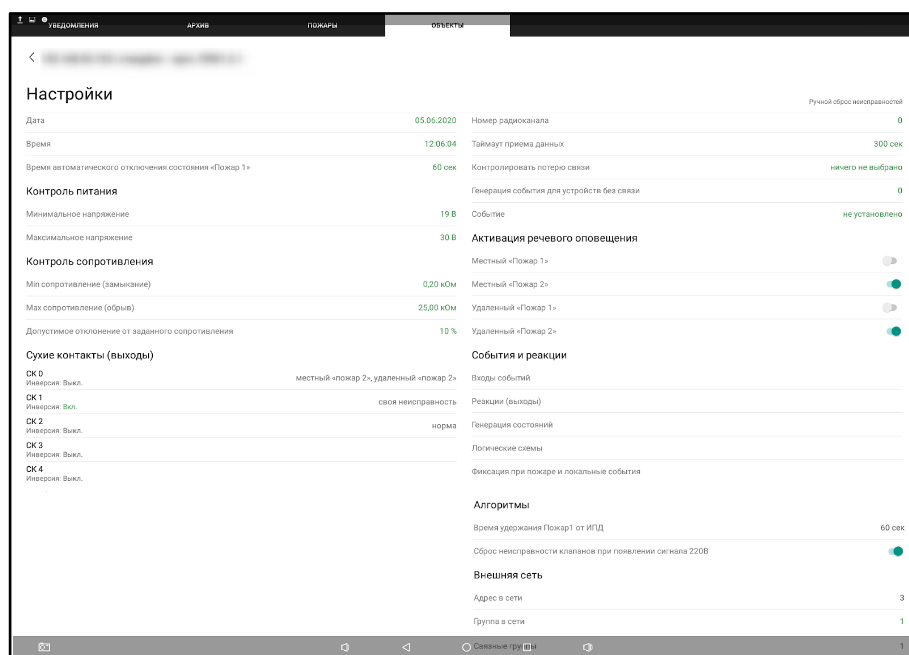 УВЕДОМЛЕНИЯ
АРХИВ
ПОЖАРЫ
ОБЪЕКТЫ
Настройки
Дата 05.06.2020
Время 12:06:04
Время автоматического отключения состояния «Пожар 1» 60 сек
Контроль питания
Минимальное напряжение 19 В
Максимальное напряжение 30 В
Контроль сопротивления
Min сопротивление (замыкание) 0,20 кОм
Max сопротивление (обрыв) 25,00 кОм
Допустимое отклонение от заданного сопротивления 10 %
Сухие контакты (выходы)
СК 0
Инверсия: Выкл.
местный «пожар 2», удаленный «пожар 2»
СК 1
Инверсия: Вкл.
своя неисправность
СК 2
Инверсия: Выкл.
норма
СК 3
Инверсия: Выкл.
СК 4
Инверсия: Выкл.
Ручной сброс неисправностей
Номер радиоканала 0
Таймаут приема данных 300 сек
Контролировать потерю связи ничего не выбрано
Генерация события для устройств без связи 0
Событие не установлено
Активация речевого оповещения
Местный «Пожар 1»
Местный «Пожар 2»
Удаленный «Пожар 1»
Удаленный «Пожар 2»
События и реакции
Входы событий
Реакции (выходы)
Генерация состояний
Логические схемы
Фиксация при пожаре и локальные события
Алгоритмы
Время удержания Пожар1 от ИПД 60 сек
Сброс неисправности клапанов при появлении сигнала 220В
Внешняя сеть
Адрес в сети 3
Группа в сети 1
Связные группы 1